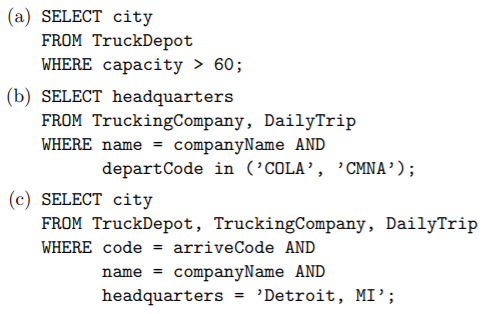 (a) SELECT city
FROM TruckDepot
WHERE capacity > 60;
(b) SELECT headquarters
FROM TruckingCompany, DailyTrip
WHERE name = companyName AND
departCode in (’COLA’, ’CMNA’);
(c) SELECT city
FROM TruckDepot, TruckingCompany, DailyTrip
WHERE code = arriveCode AND
name = companyName AND
headquarters = ’Detroit, MI’;